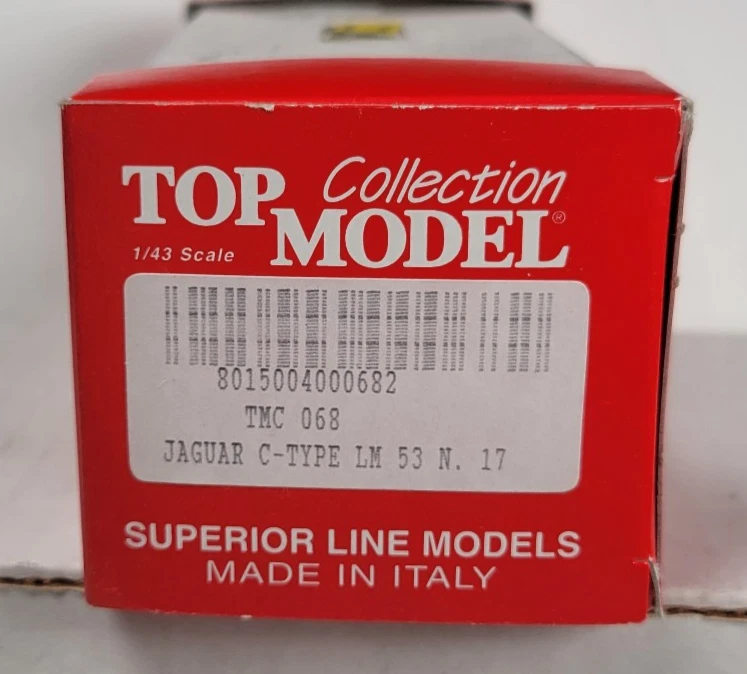 Collection
TOP MODEL®
1/43 Scale
8015004000682
TMC 068
JAGUAR C-TYPE LM 53 N. 17
SUPERIOR LINE MODELS
MADE IN ITALY